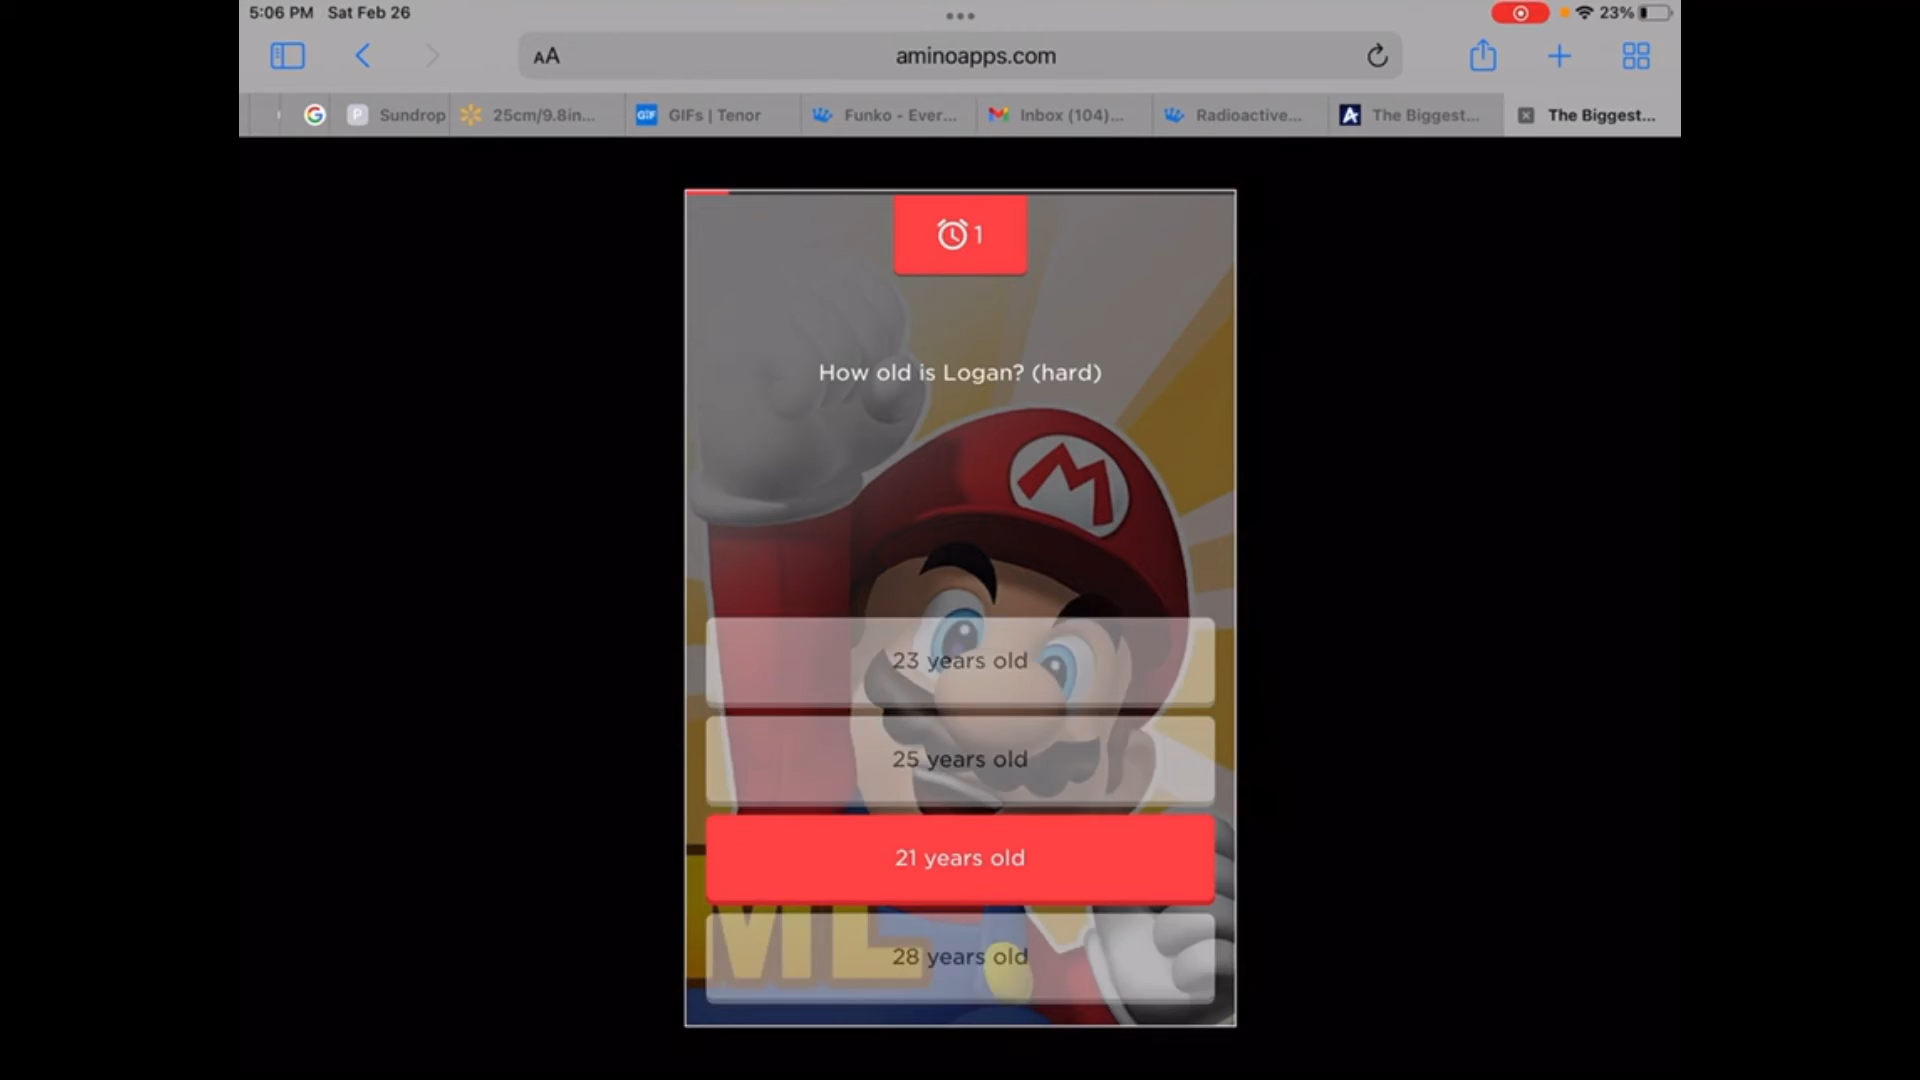 5:06 PM Sat Feb 26
23%
AA
aminoapps.com
Sundrop
25cm/9.8in...
GIF
GIFs | Tenor
Funko - Ever...
Inbox (104)...
Radioactive...
The Biggest...
The Biggest...
1
How old is Logan? (hard)
M
23 years old
25 years old
21 years old
ML
28 years old